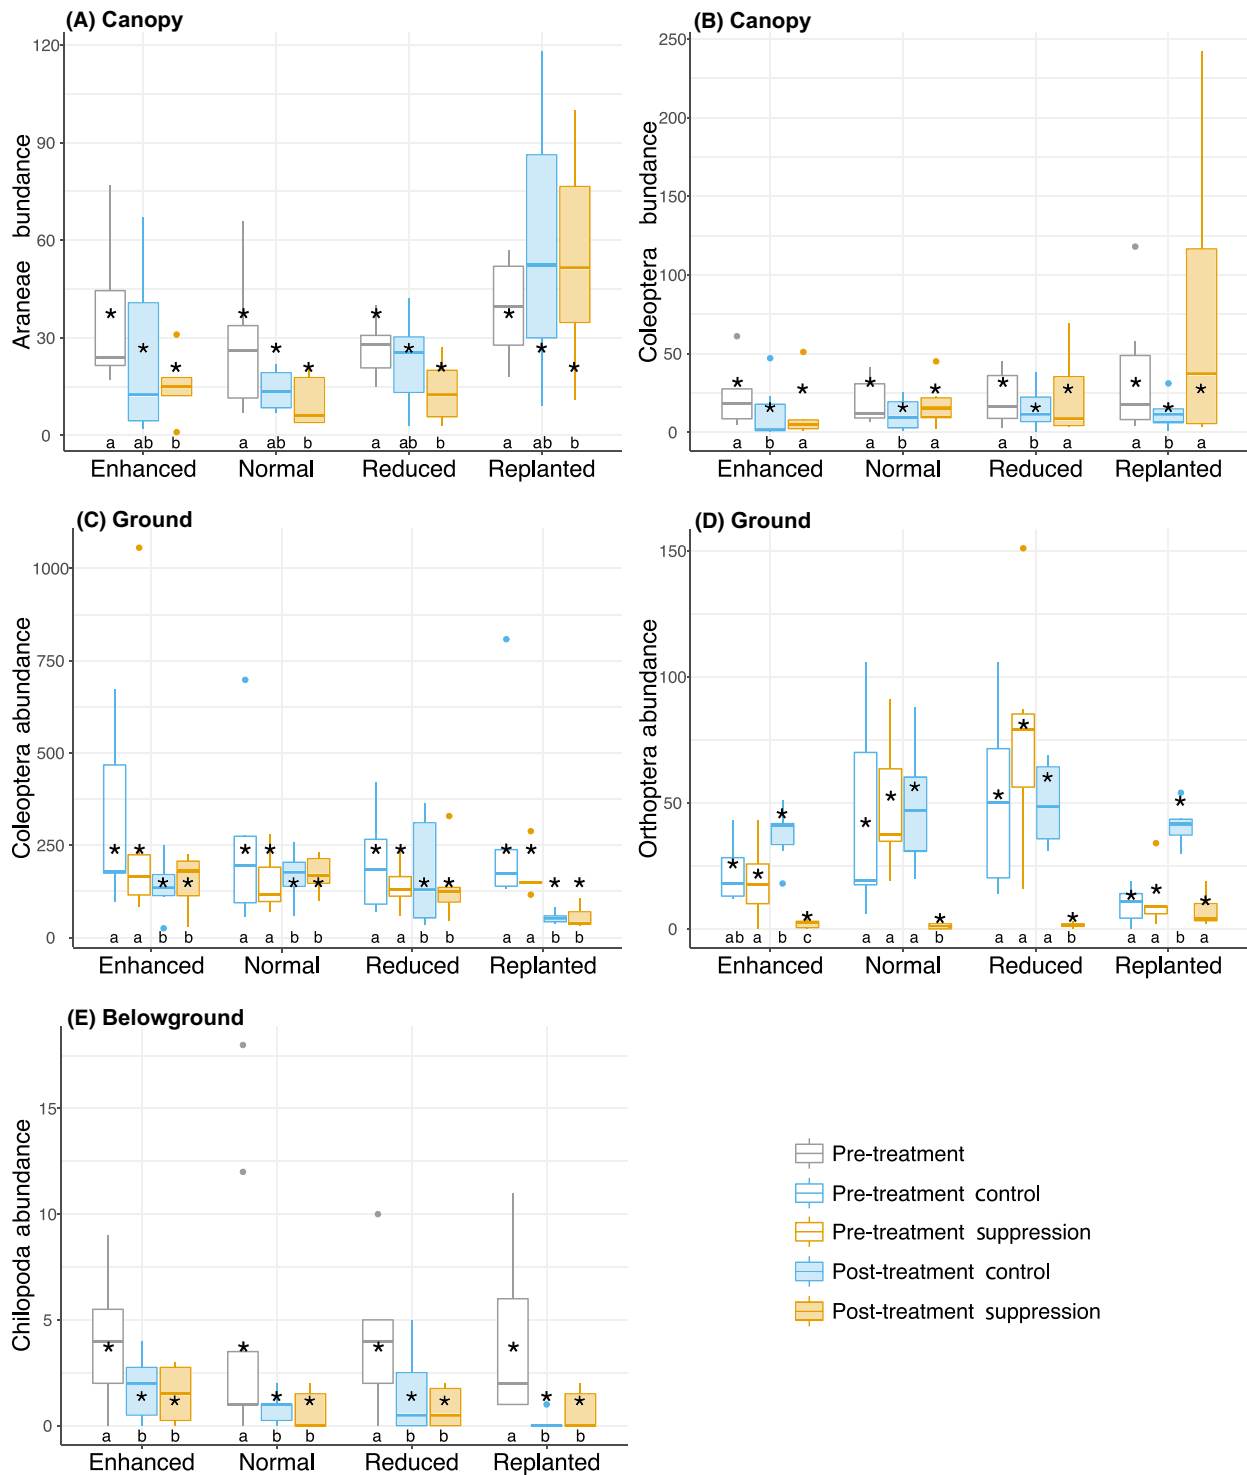 (A) Canopy
120
90
60
30
0
Araneae bundance
a ab b a ab b a ab b a ab b
Enhanced Normal Reduced Replanted
(B) Canopy
250
200
150
100
50
0
Coleoptera bundance
a b a a b a a b a a b a
Enhanced Normal Reduced Replanted
(C) Ground
1000
750
500
250
0
Coleoptera abundance
a a b b a a b b a a b b a a b b
Enhanced Normal Reduced Replanted
(D) Ground
150
100
50
0
Orthoptera abundance
ab a b c a a a b a a a b a a b a
Enhanced Normal Reduced Replanted
(E) Belowground
15
10
5
0
Chilopoda abundance
a b b a b b a b b a b b
Enhanced Normal Reduced Replanted
Pre-treatment
Pre-treatment control
Pre-treatment suppression
Post-treatment control
Post-treatment suppression